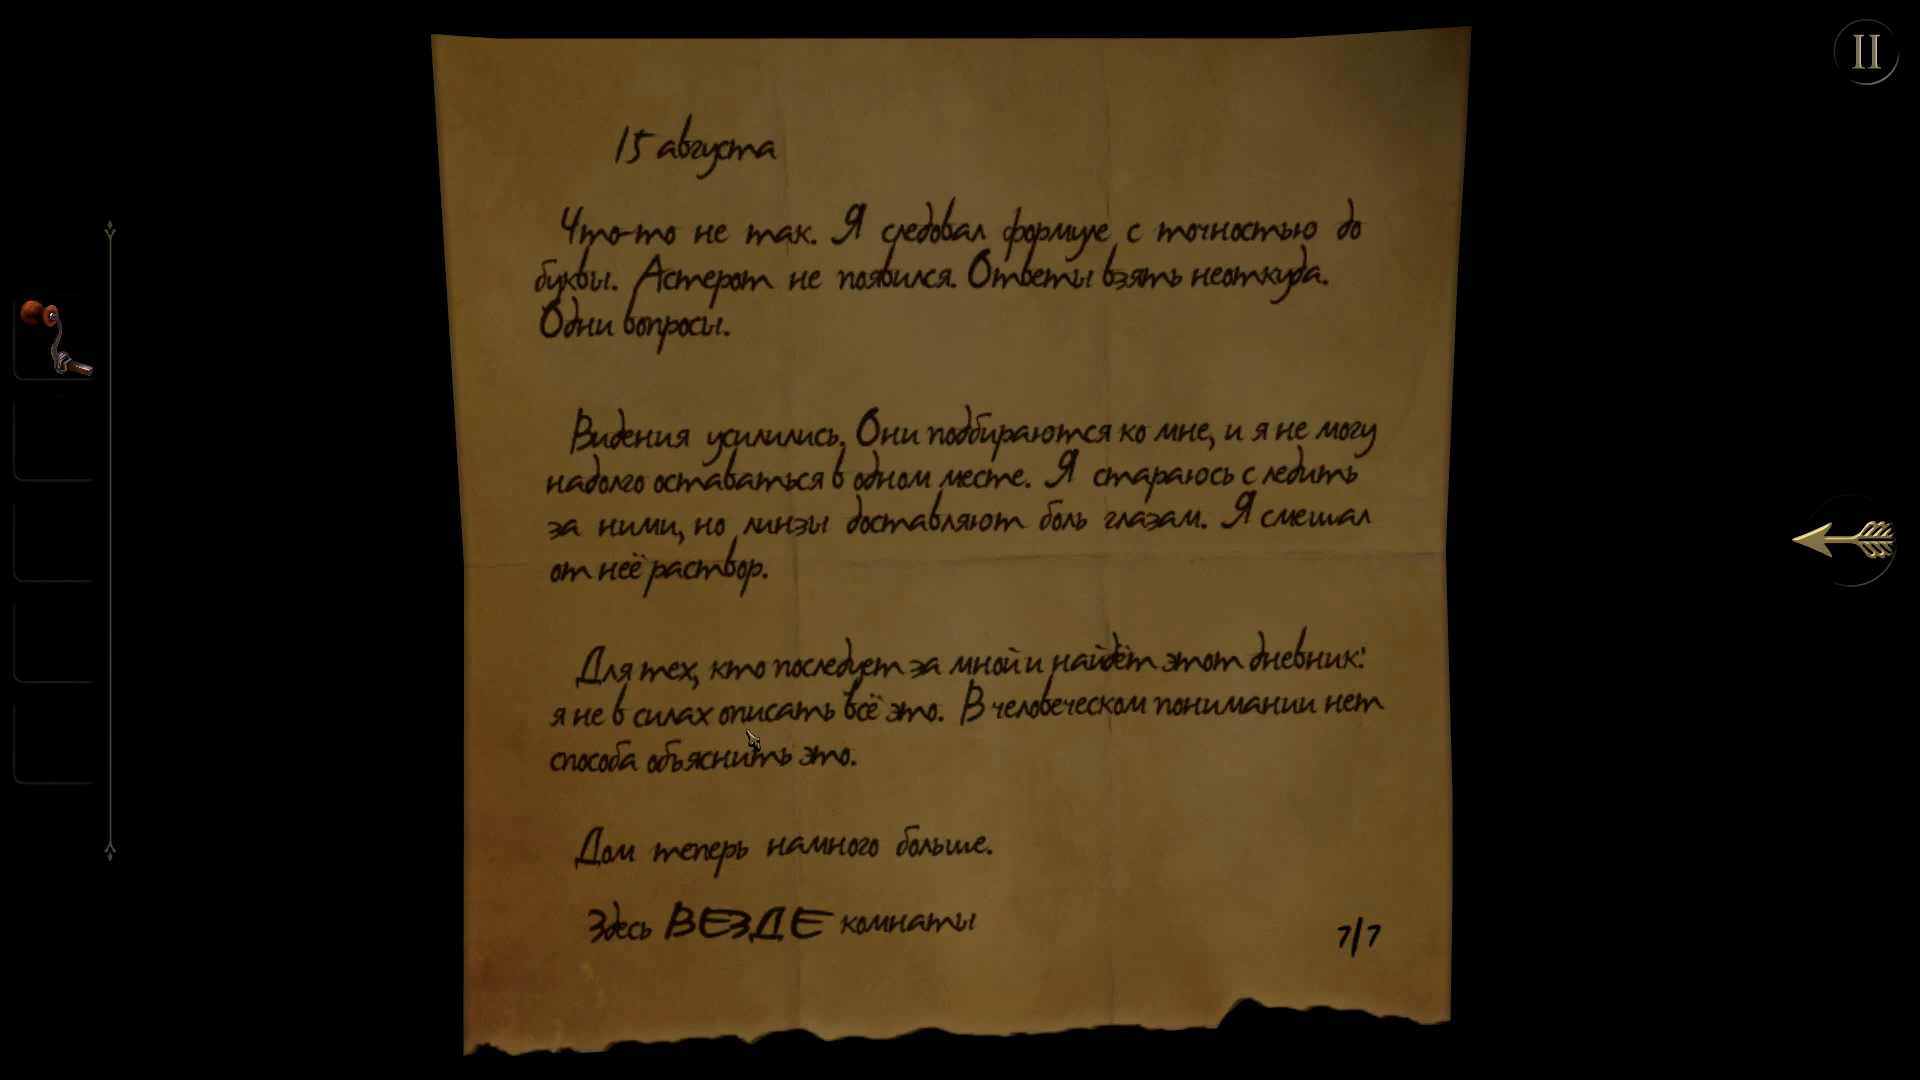 15 августа
Что-то не так. Я следовал формуле с точностью до
буквы. Астерот не появился. Ответы взять неоткуда.
Одни вопросы.
Видения усилились. Они подбираются ко мне, и я не могу
надолго оставаться в одном месте. Я стараюсь следить
за ними, но линзы доставляют боль глазам. Я смешал
от неё раствор.
Для тех, кто последует за мной и найдёт этот дневник:
я не в силах описать всё это. В человеческом понимании нет
способа объяснить это.
Дом теперь намного больше.
Здесь ВЕЗДЕ комнаты
7/7